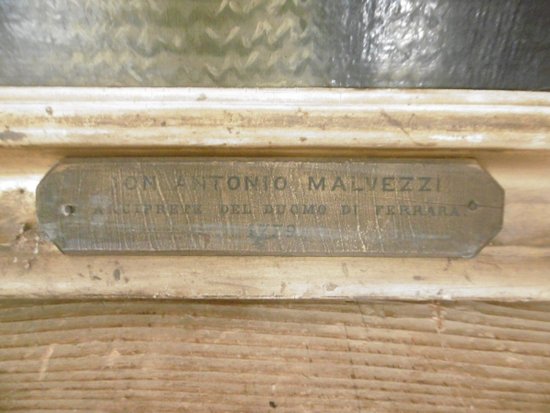 DON ANTONIO MALVEZZI
ARCIPRETE DEL DUOMO DI FERRARA